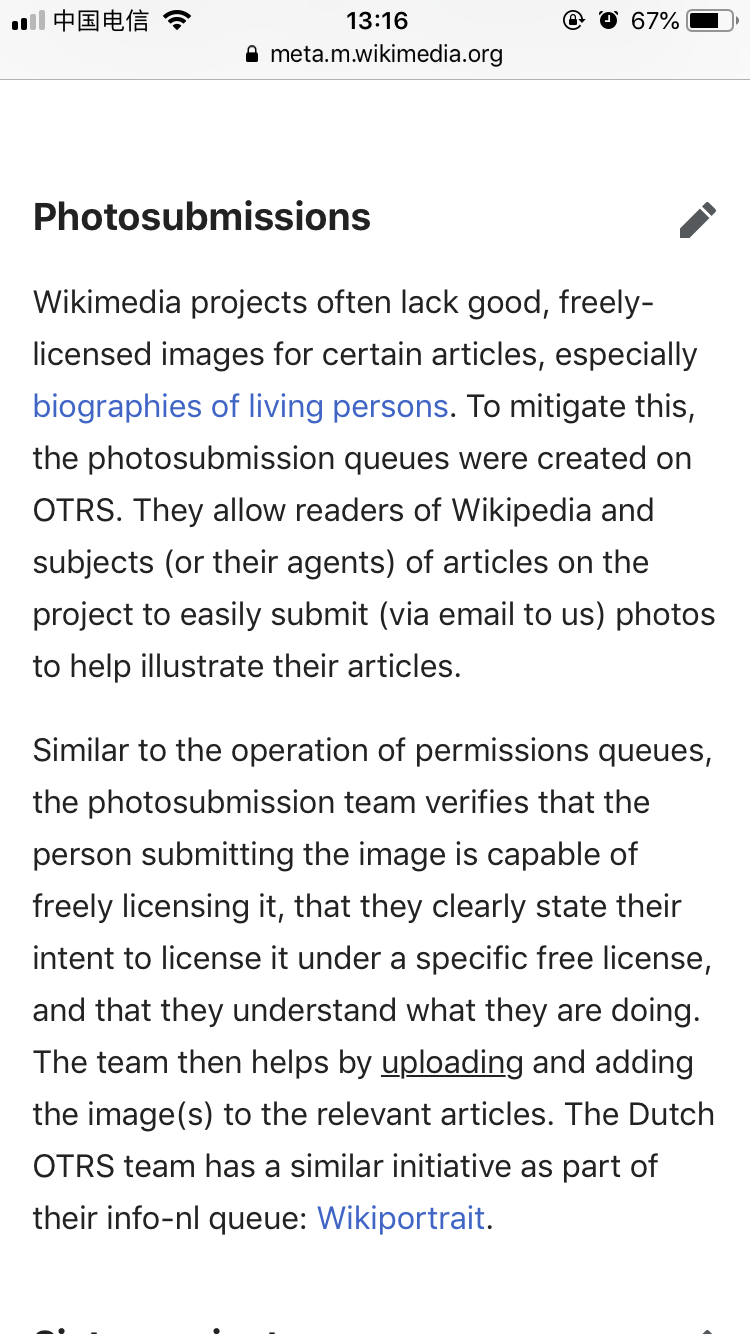 中国电信 13:16 67%
meta.m.wikimedia.org
Photosubmissions
Wikimedia projects often lack good, freely-
licensed images for certain articles, especially
biographies of living persons. To mitigate this,
the photosubmission queues were created on
OTRS. They allow readers of Wikipedia and
subjects (or their agents) of articles on the
project to easily submit (via email to us) photos
to help illustrate their articles.
Similar to the operation of permissions queues,
the photosubmission team verifies that the
person submitting the image is capable of
freely licensing it, that they clearly state their
intent to license it under a specific free license,
and that they understand what they are doing.
The team then helps by uploading and adding
the image(s) to the relevant articles. The Dutch
OTRS team has a similar initiative as part of
their info-nl queue: Wikiportrait.